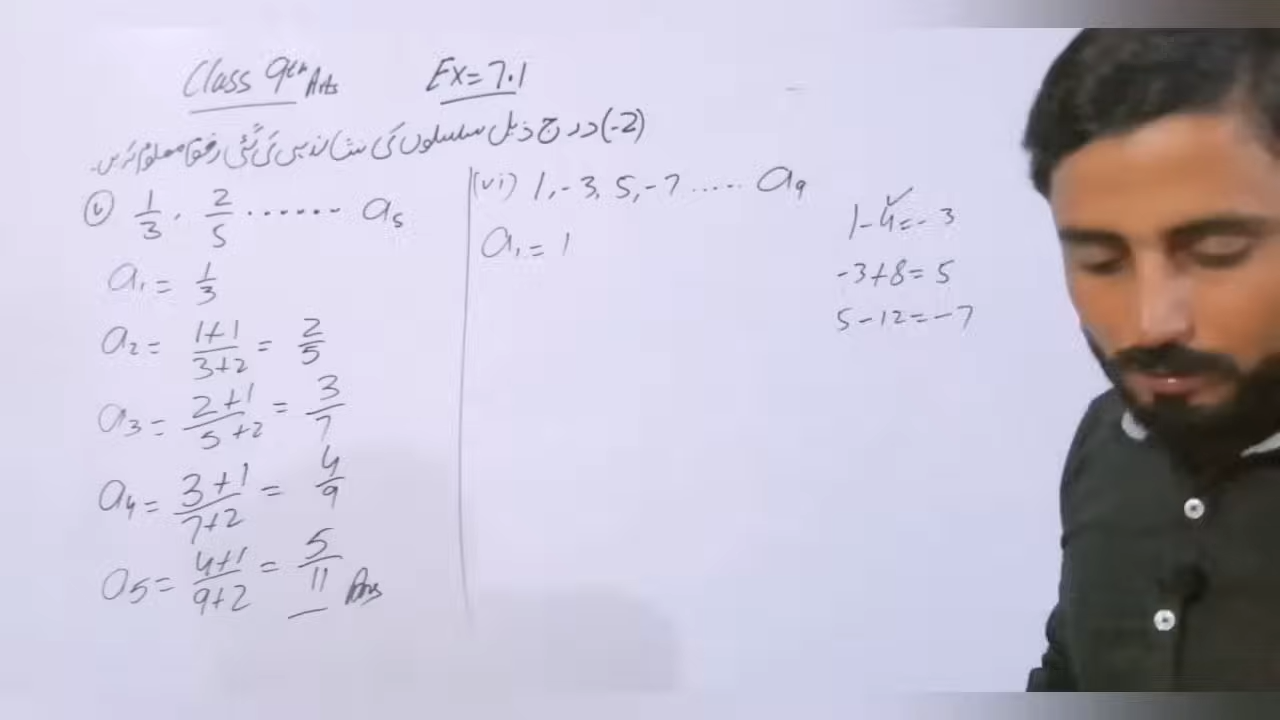 Class 9th Arts Ex=7.1
(2-) درج ذیل سلسلوں کی نشاندہی کی گئی رقم معلوم کریں۔
(v) 1/3, 2/5 ...... a5
a1 = 1/3
a2 = (1+1)/(3+2) = 2/5
a3 = (2+1)/(5+2) = 3/7
a4 = (3+1)/(7+2) = 4/9
a5 = (4+1)/(9+2) = 5/11 Ans
(vi) 1, -3, 5, -7 ..... a9
a1 = 1
1-4=-3
-3+8=5
5-12=-7